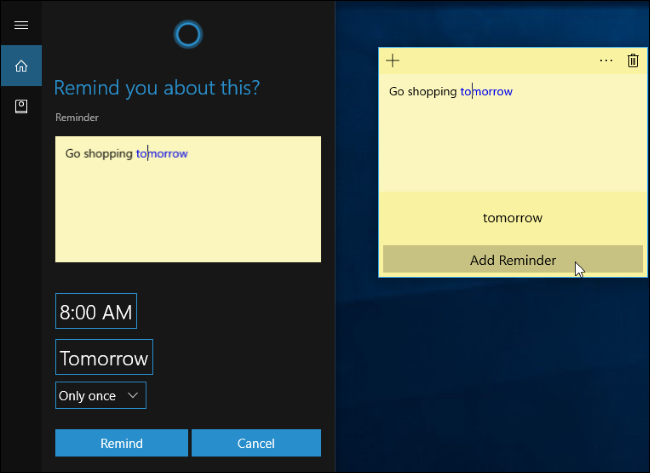 Remind you about this?
Reminder
Go shopping tomorrow
8:00 AM
Tomorrow
Only once
Remind
Cancel
Go shopping tomorrow
tomorrow
Add Reminder